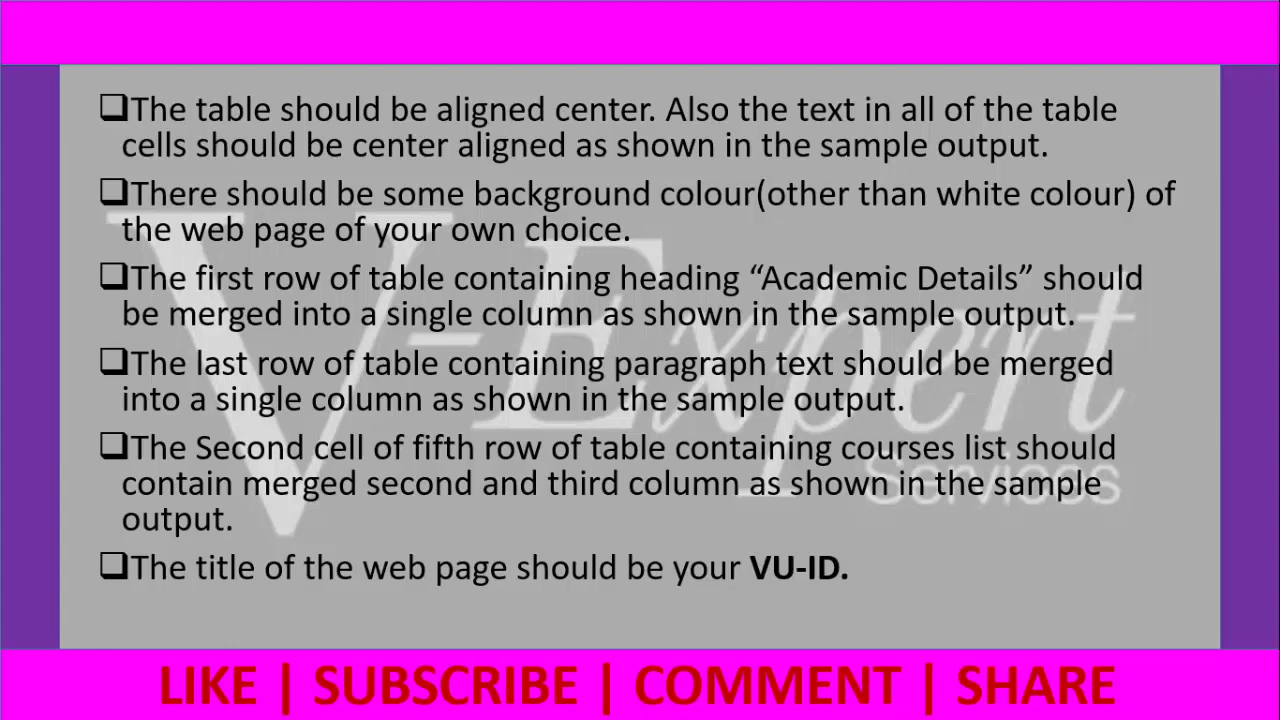 ❑The table should be aligned center. Also the text in all of the table
cells should be center aligned as shown in the sample output.
❑There should be some background colour(other than white colour) of
the web page of your own choice.
❑The first row of table containing heading “Academic Details” should
be merged into a single column as shown in the sample output.
❑The last row of table containing paragraph text should be merged
into a single column as shown in the sample output.
❑The Second cell of fifth row of table containing courses list should
contain merged second and third column as shown in the sample
output.
❑The title of the web page should be your VU-ID.
V-Expert
Services
LIKE | SUBSCRIBE | COMMENT | SHARE